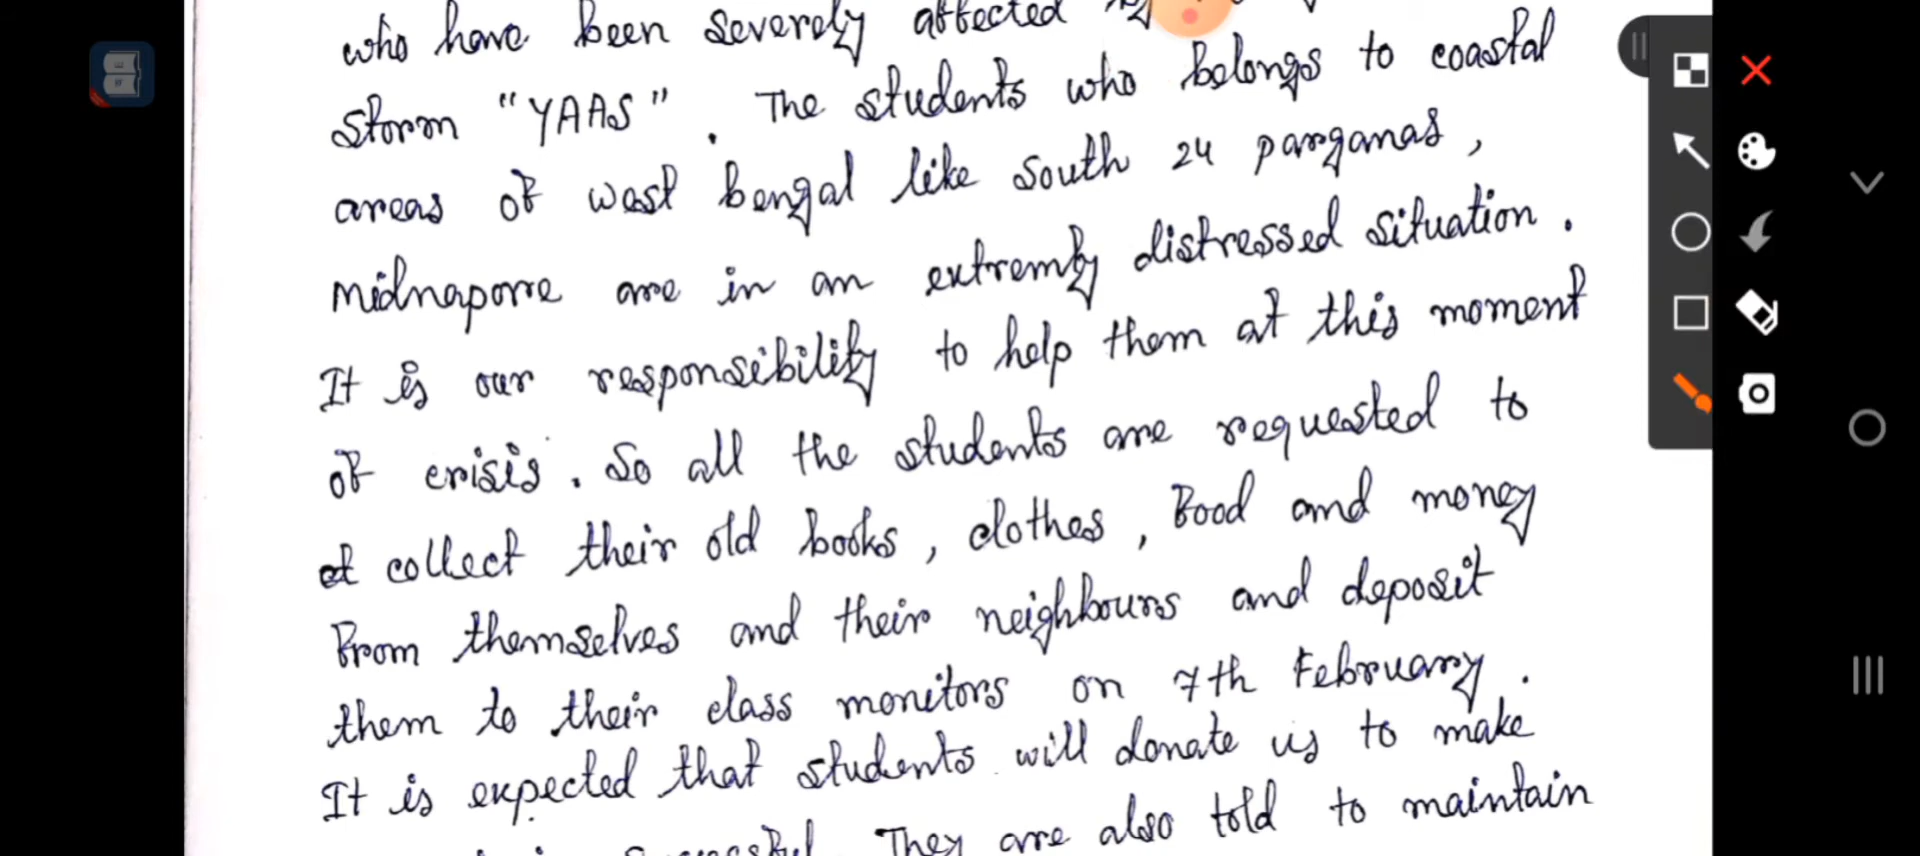 who have been severely affected by
storm "YAAS". The students who belongs to coastal
areas of west bengal like south 24 parganas,
midnapore are in an extremly distressed situation.
It is our responsibility to help them at this moment
of crisis. So all the students are requested to
collect their old books, clothes, food and money
from themselves and their neighbours and deposit
them to their class monitors on 7th February.
It is expected that students will donate us to make
successful. They are also told to maintain